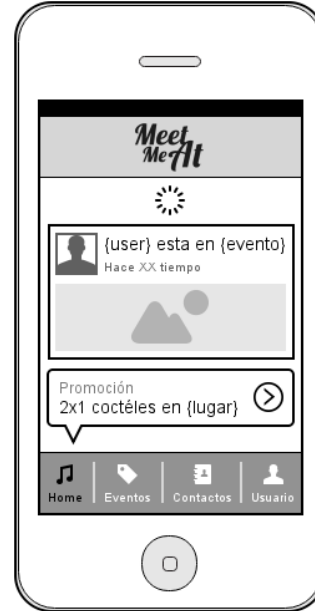 Meet
Me At
{user} esta en {evento}
Hace XX tiempo
Promoción
2x1 coctéles en {lugar}
Home
Eventos
Contactos
Usuario